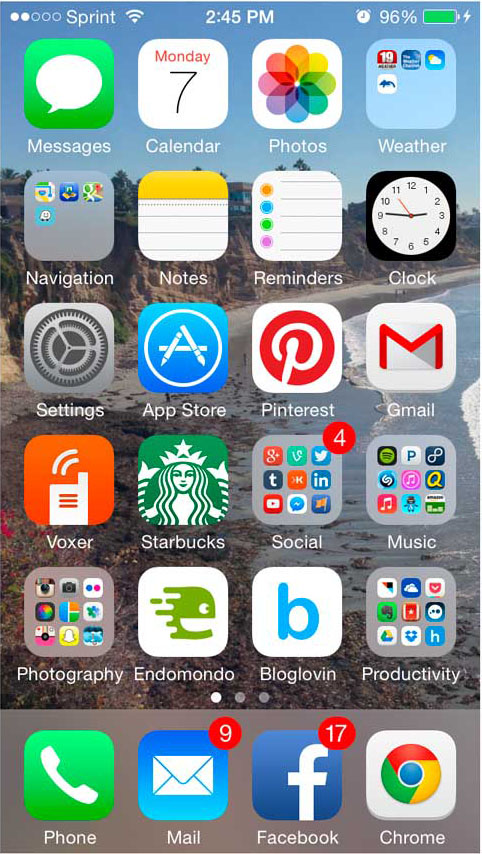 Sprint 2:45 PM 96%
Monday
7
Messages Calendar Photos Weather
Navigation Notes Reminders Clock
Settings App Store Pinterest Gmail
4
Voxer Starbucks Social Music
Photography Endomondo Bloglovin Productivity
9 17
Phone Mail Facebook Chrome